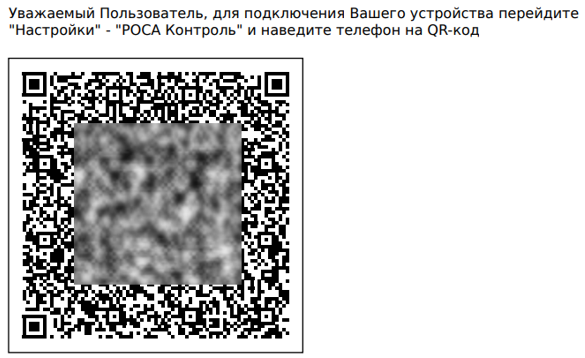 Уважаемый Пользователь, для подключения Вашего устройства перейдите
"Настройки" - "РОСА Контроль" и наведите телефон на QR-код